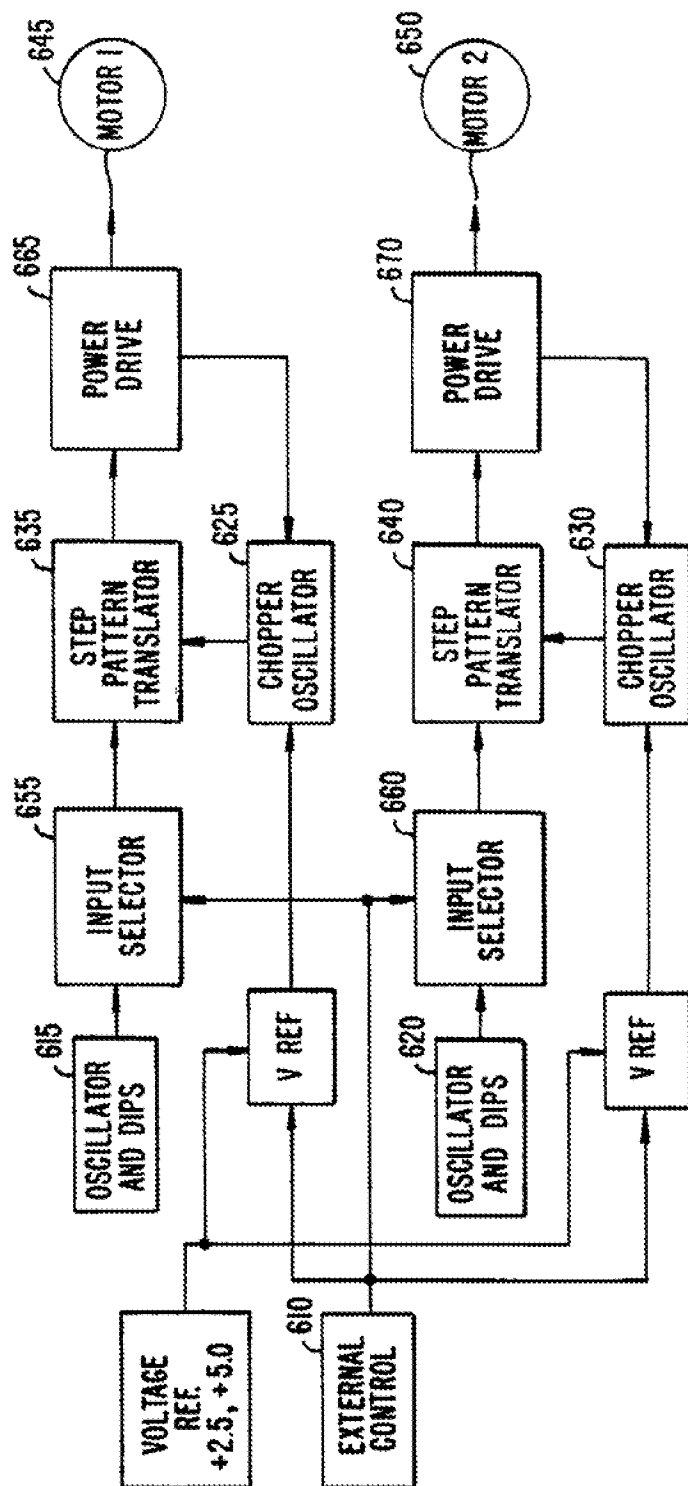 VOLTAGE
REF.
+2.5, +5.0
610
EXTERNAL
CONTROL
615
OSCILLATOR
AND DIPS
V REF
620
OSCILLATOR
AND DIPS
V REF
655
INPUT
SELECTOR
660
INPUT
SELECTOR
635
STEP
PATTERN
TRANSLATOR
625
CHOPPER
OSCILLATOR
640
STEP
PATTERN
TRANSLATOR
630
CHOPPER
OSCILLATOR
665
POWER
DRIVE
670
POWER
DRIVE
645
MOTOR 1
650
MOTOR 2